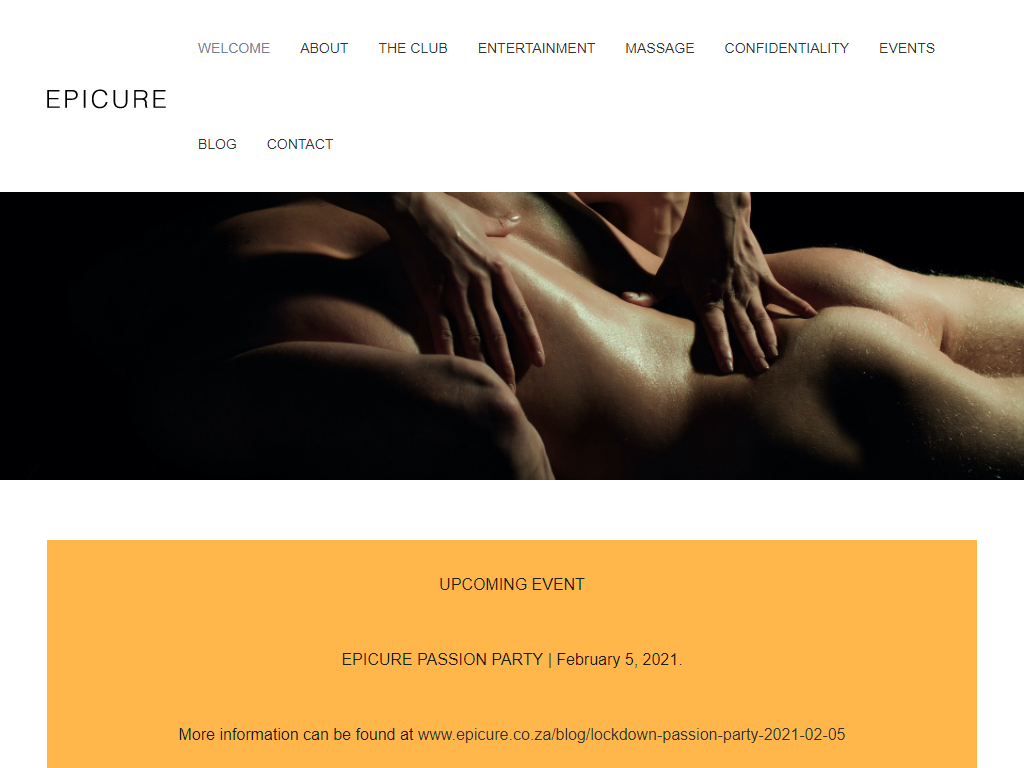 WELCOME ABOUT THE CLUB ENTERTAINMENT MASSAGE CONFIDENTIALITY EVENTS
EPICURE
BLOG CONTACT
UPCOMING EVENT
EPICURE PASSION PARTY | February 5, 2021.
More information can be found at www.epicure.co.za/blog/lockdown-passion-party-2021-02-05